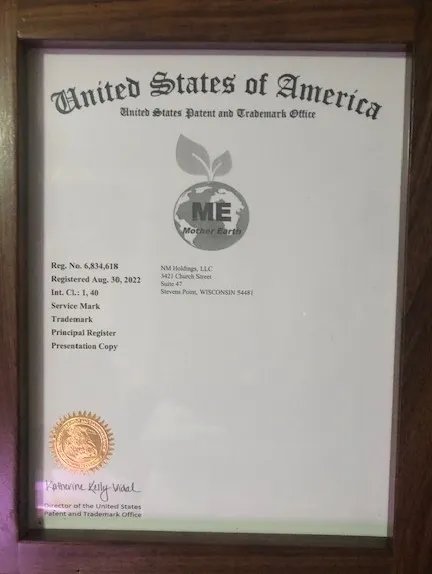 United States of America
United States Patent and Trademark Office
ME
Mother Earth
Reg. No. 6,834,618
Registered Aug. 30, 2022
Int. Cl.: 1, 40
Service Mark
Trademark
Principal Register
Presentation Copy
NM Holdings, LLC
3421 Church Street
Suite 47
Stevens Point, WISCONSIN 54481
Katherine Kelly Vidal
Director of the United States
Patent and Trademark Office